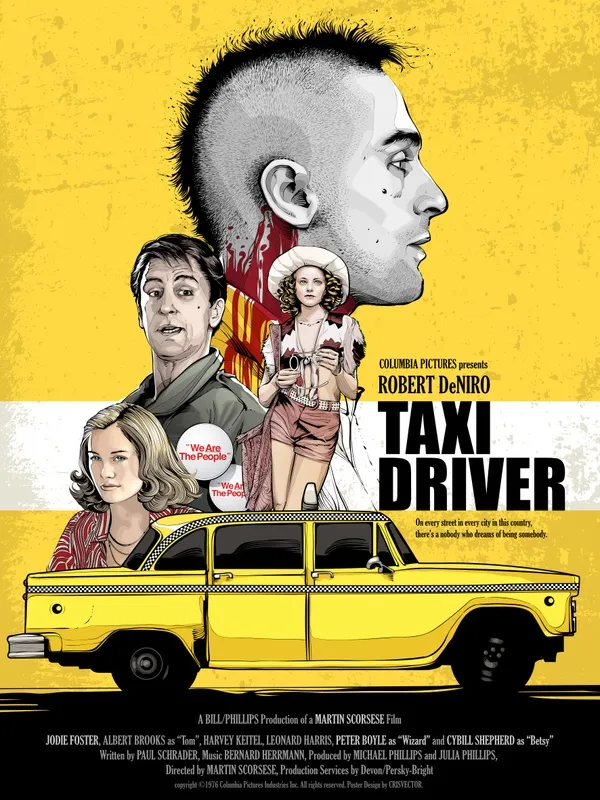 "We Are
The People"
"We Ar
The Peop
COLUMBIA PICTURES presents
ROBERT DeNIRO
TAXI
DRIVER
On every street in every city in this country,
there's a nobody who dreams of being somebody.
A BILL/PHILLIPS Production of a MARTIN SCORSESE Film
JODIE FOSTER, ALBERT BROOKS as "Tom", HARVEY KEITEL, LEONARD HARRIS, PETER BOYLE as "Wizard" and CYBILL SHEPHERD as "Betsy"
Written by PAUL SCHRADER, Music BERNARD HERRMANN, Produced by MICHAEL PHILLIPS and JULIA PHILLIPS,
Directed by MARTIN SCORSESE, Production Services by Devon/Persky-Bright
copyright ©1976 Columbia Pictures Industries Inc. All rights reserved. Poster Design by CRISVECTOR.